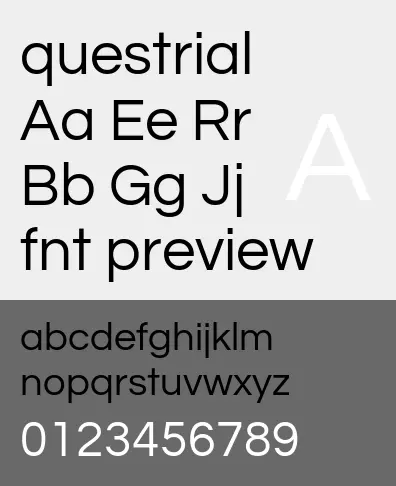 questrial
Aa Ee Rr
A
Bb Gg Jj
fnt preview
abcdefghijklm
nopqrstuvwxyz
0123456789